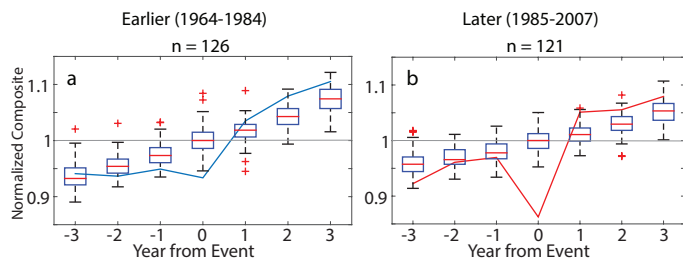 Earlier (1964-1984)
n = 126
Later (1985-2007)
n = 121
Normalized Composite
a
1.1
1
0.9
-3 -2 -1 0 1 2 3
Year from Event
b
1.1
1
0.9
-3 -2 -1 0 1 2 3
Year from Event